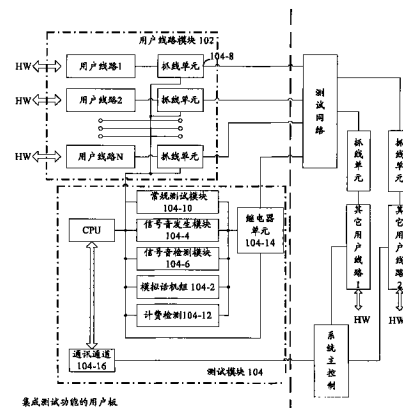 用户线路模块 102
104-8
HW
用户线路1
抓线单元
HW
用户线路2
抓线单元
HW
用户线路N
抓线单元
测试网络
抓线单元
抓线单元
其它用户线路1
其它用户线路2
HW
HW
常规测试模块
104-10
信号音发生模块
104-4
信号音检测模块
104-6
模拟话机组 104-2
计费检测104-12
CPU
继电器
单元
104-14
通讯通道
104-16
测试模块 104
系统主控制
集成测试功能的用户板